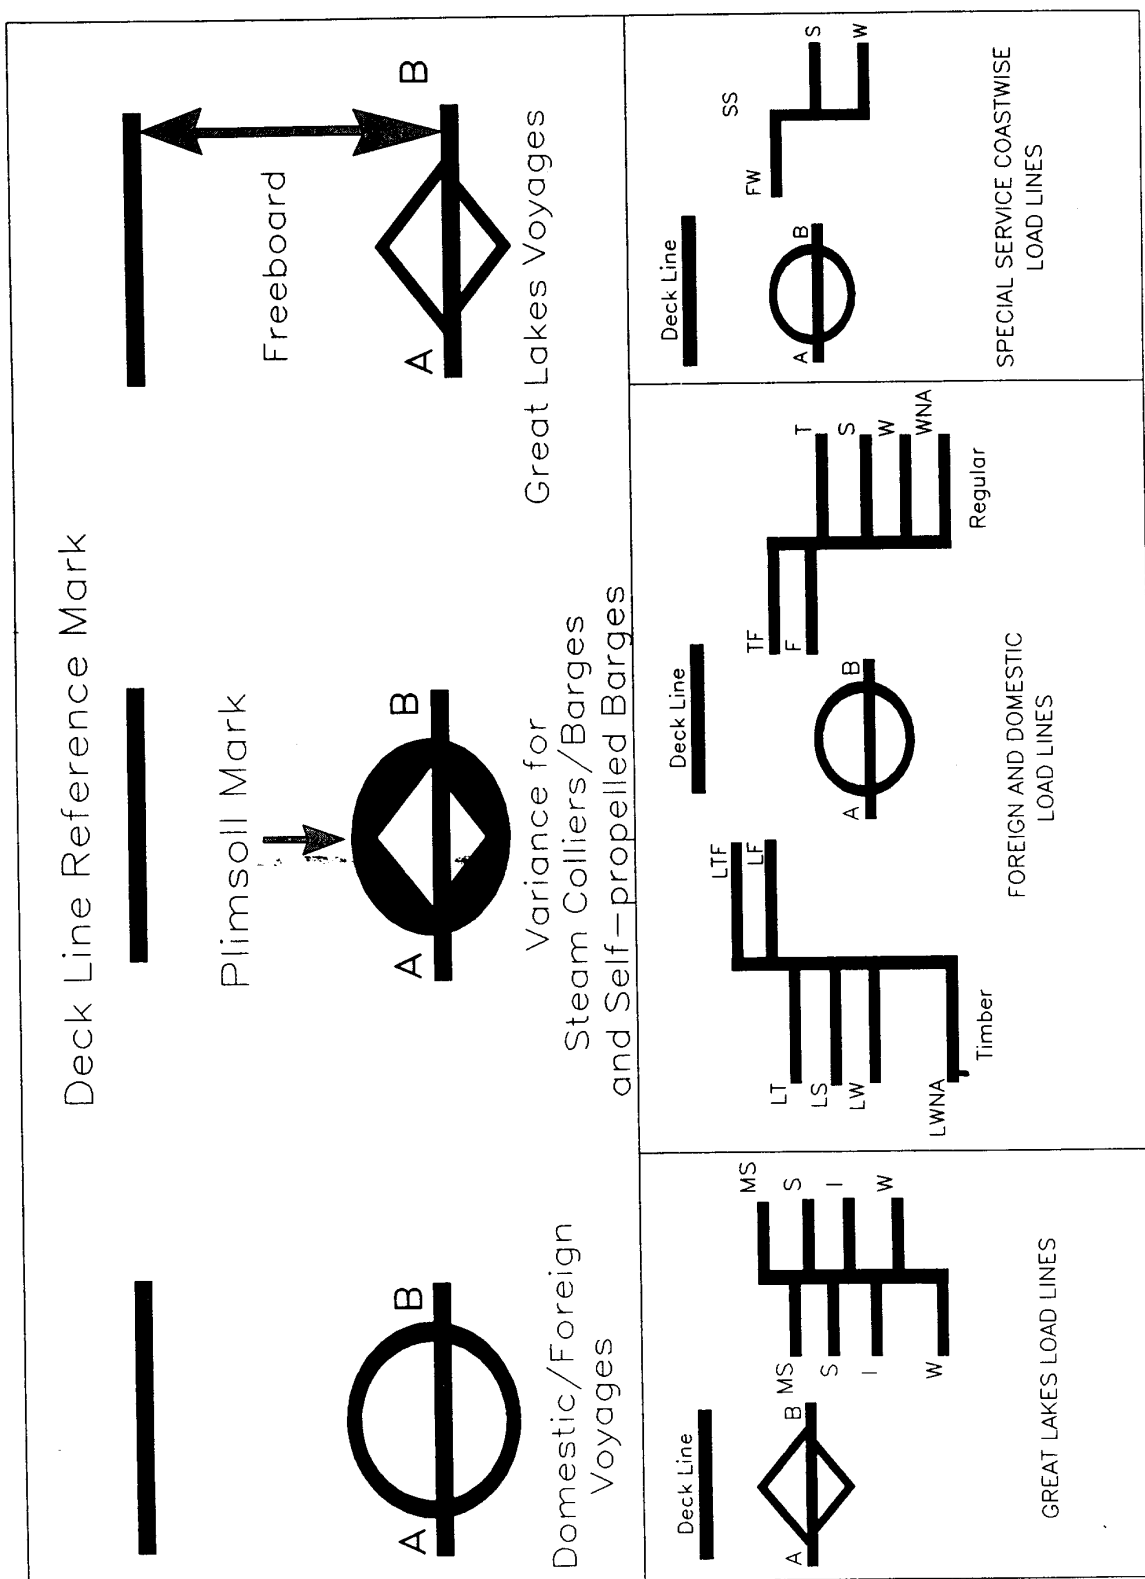 Deck Line Reference Mark
Plimsoll Mark
Freeboard
A B
A B
A B
Domestic/Foreign
Voyages
Variance for
Steam Colliers/Barges
and Self-propelled Barges
Great Lakes Voyages
Deck Line
A B
MS
S
I
W
MS
S
I
W
GREAT LAKES LOAD LINES
LTF
LF
LT
LS
LW
LWNA
Timber
Deck Line
A B
TF
F
T
S
W
WNA
Regular
FOREIGN AND DOMESTIC
LOAD LINES
Deck Line
A B
FW
SS
S
W
SPECIAL SERVICE COASTWISE
LOAD LINES